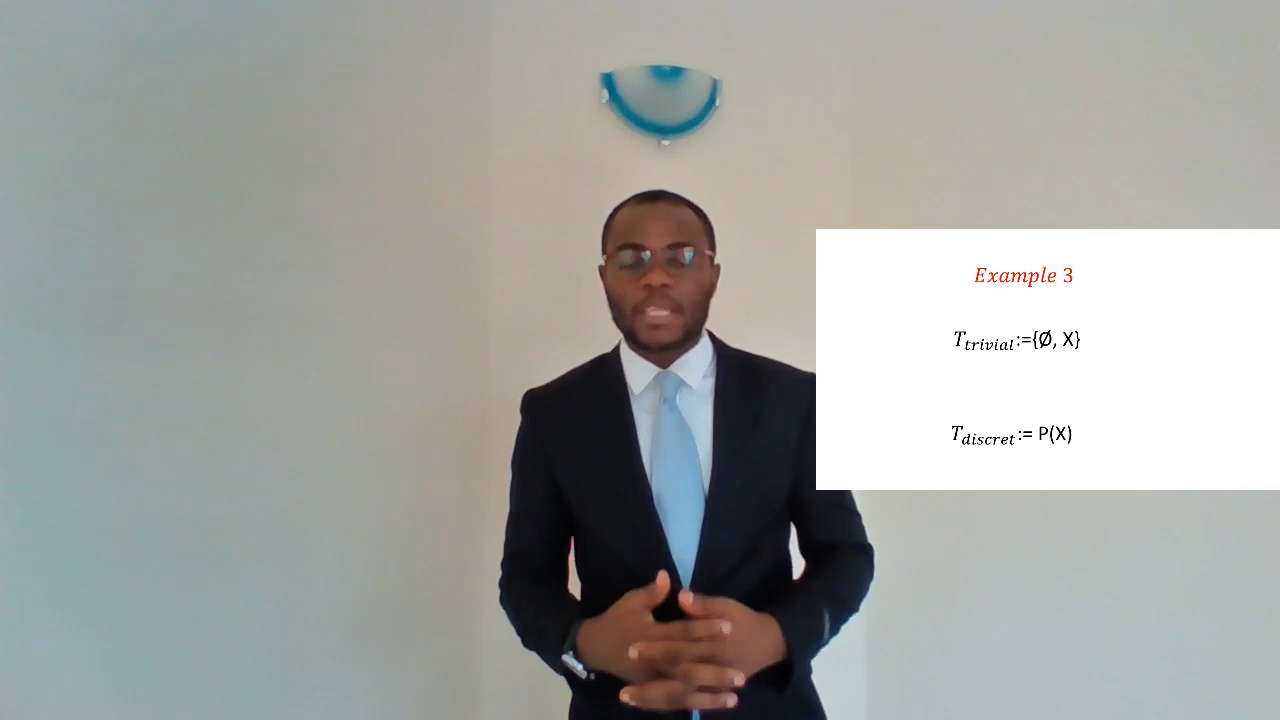 Example 3
T_trivial:={Ø, X}
T_discret:= P(X)